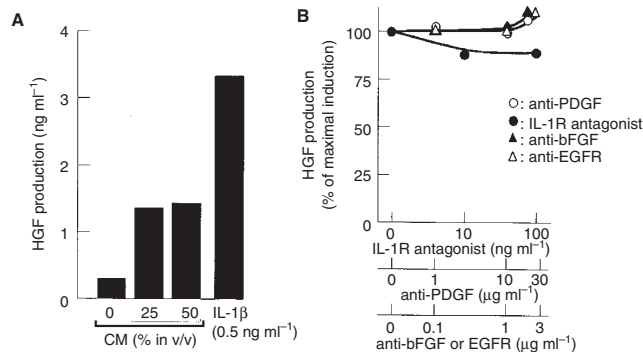 A
HGF production (ng ml⁻¹)
4
3
2
1
0
0 25 50 IL-1β
CM (% in v/v) (0.5 ng ml⁻¹)
B
HGF production
(% of maximal induction)
100
75
50
25
0
: anti-PDGF
: IL-1R antagonist
: anti-bFGF
: anti-EGFR
0 10 100
IL-1R antagonist (ng ml⁻¹)
0 1 10 30
anti-PDGF (μg ml⁻¹)
0 0.1 1 3
anti-bFGF or EGFR (μg ml⁻¹)